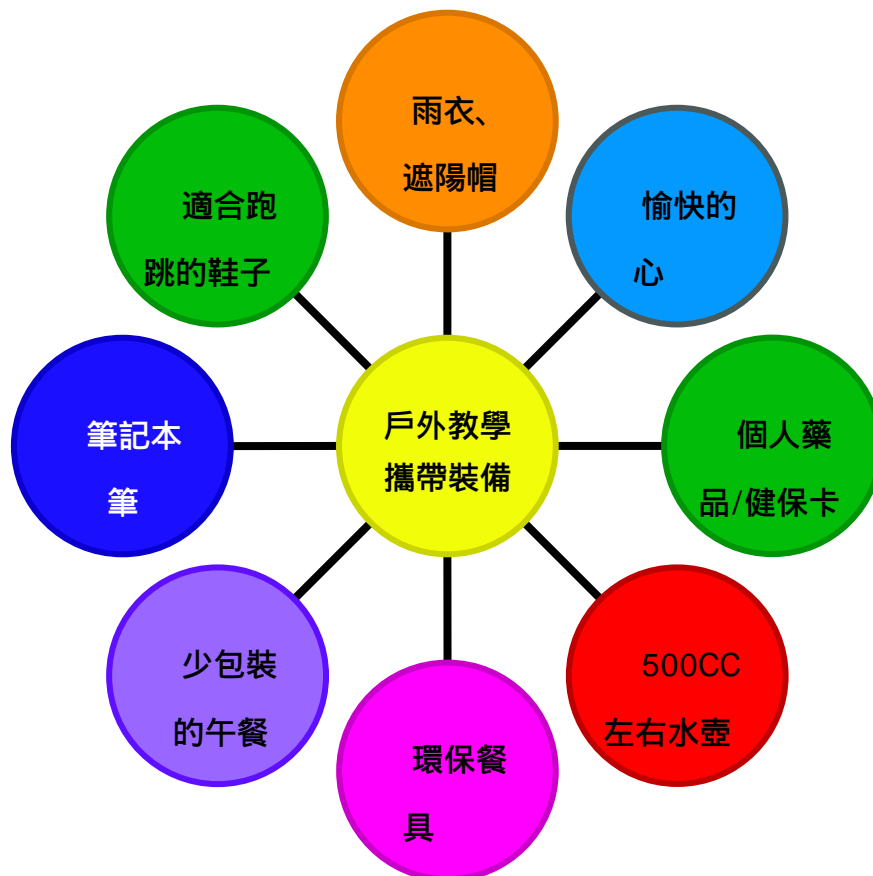 雨衣、
遮陽帽
適合跑
跳的鞋子
愉快的
心
筆記本
筆
戶外教學
攜帶裝備
個人藥
品/健保卡
少包裝
的午餐
500CC
左右水壺
環保餐
具